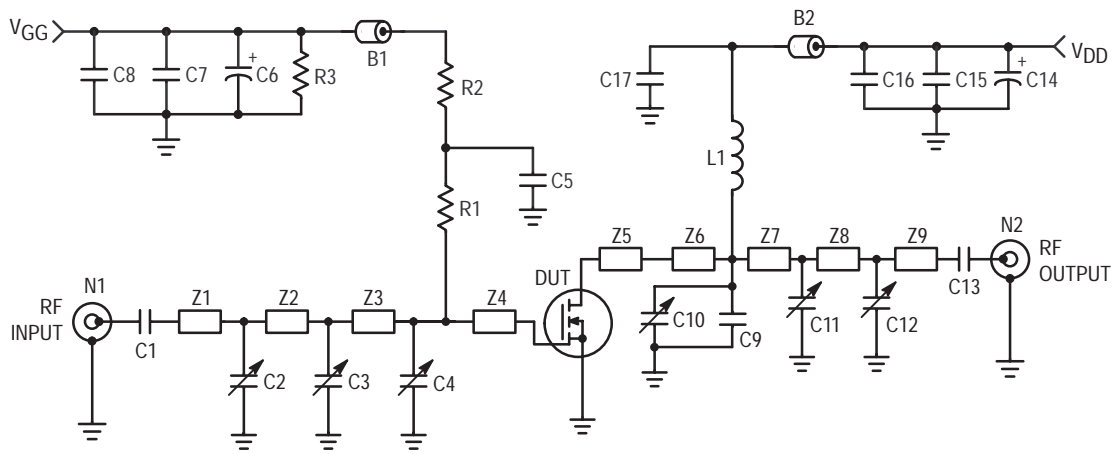 VGG
B1
B2
VDD
C8
C7
+
C6
R3
R2
C17
C16
C15
+
C14
L1
C5
R1
N1
RF
INPUT
C1
Z1
Z2
Z3
Z4
DUT
Z5
Z6
Z7
Z8
Z9
C13
N2
RF
OUTPUT
C2
C3
C4
C10
C9
C11
C12